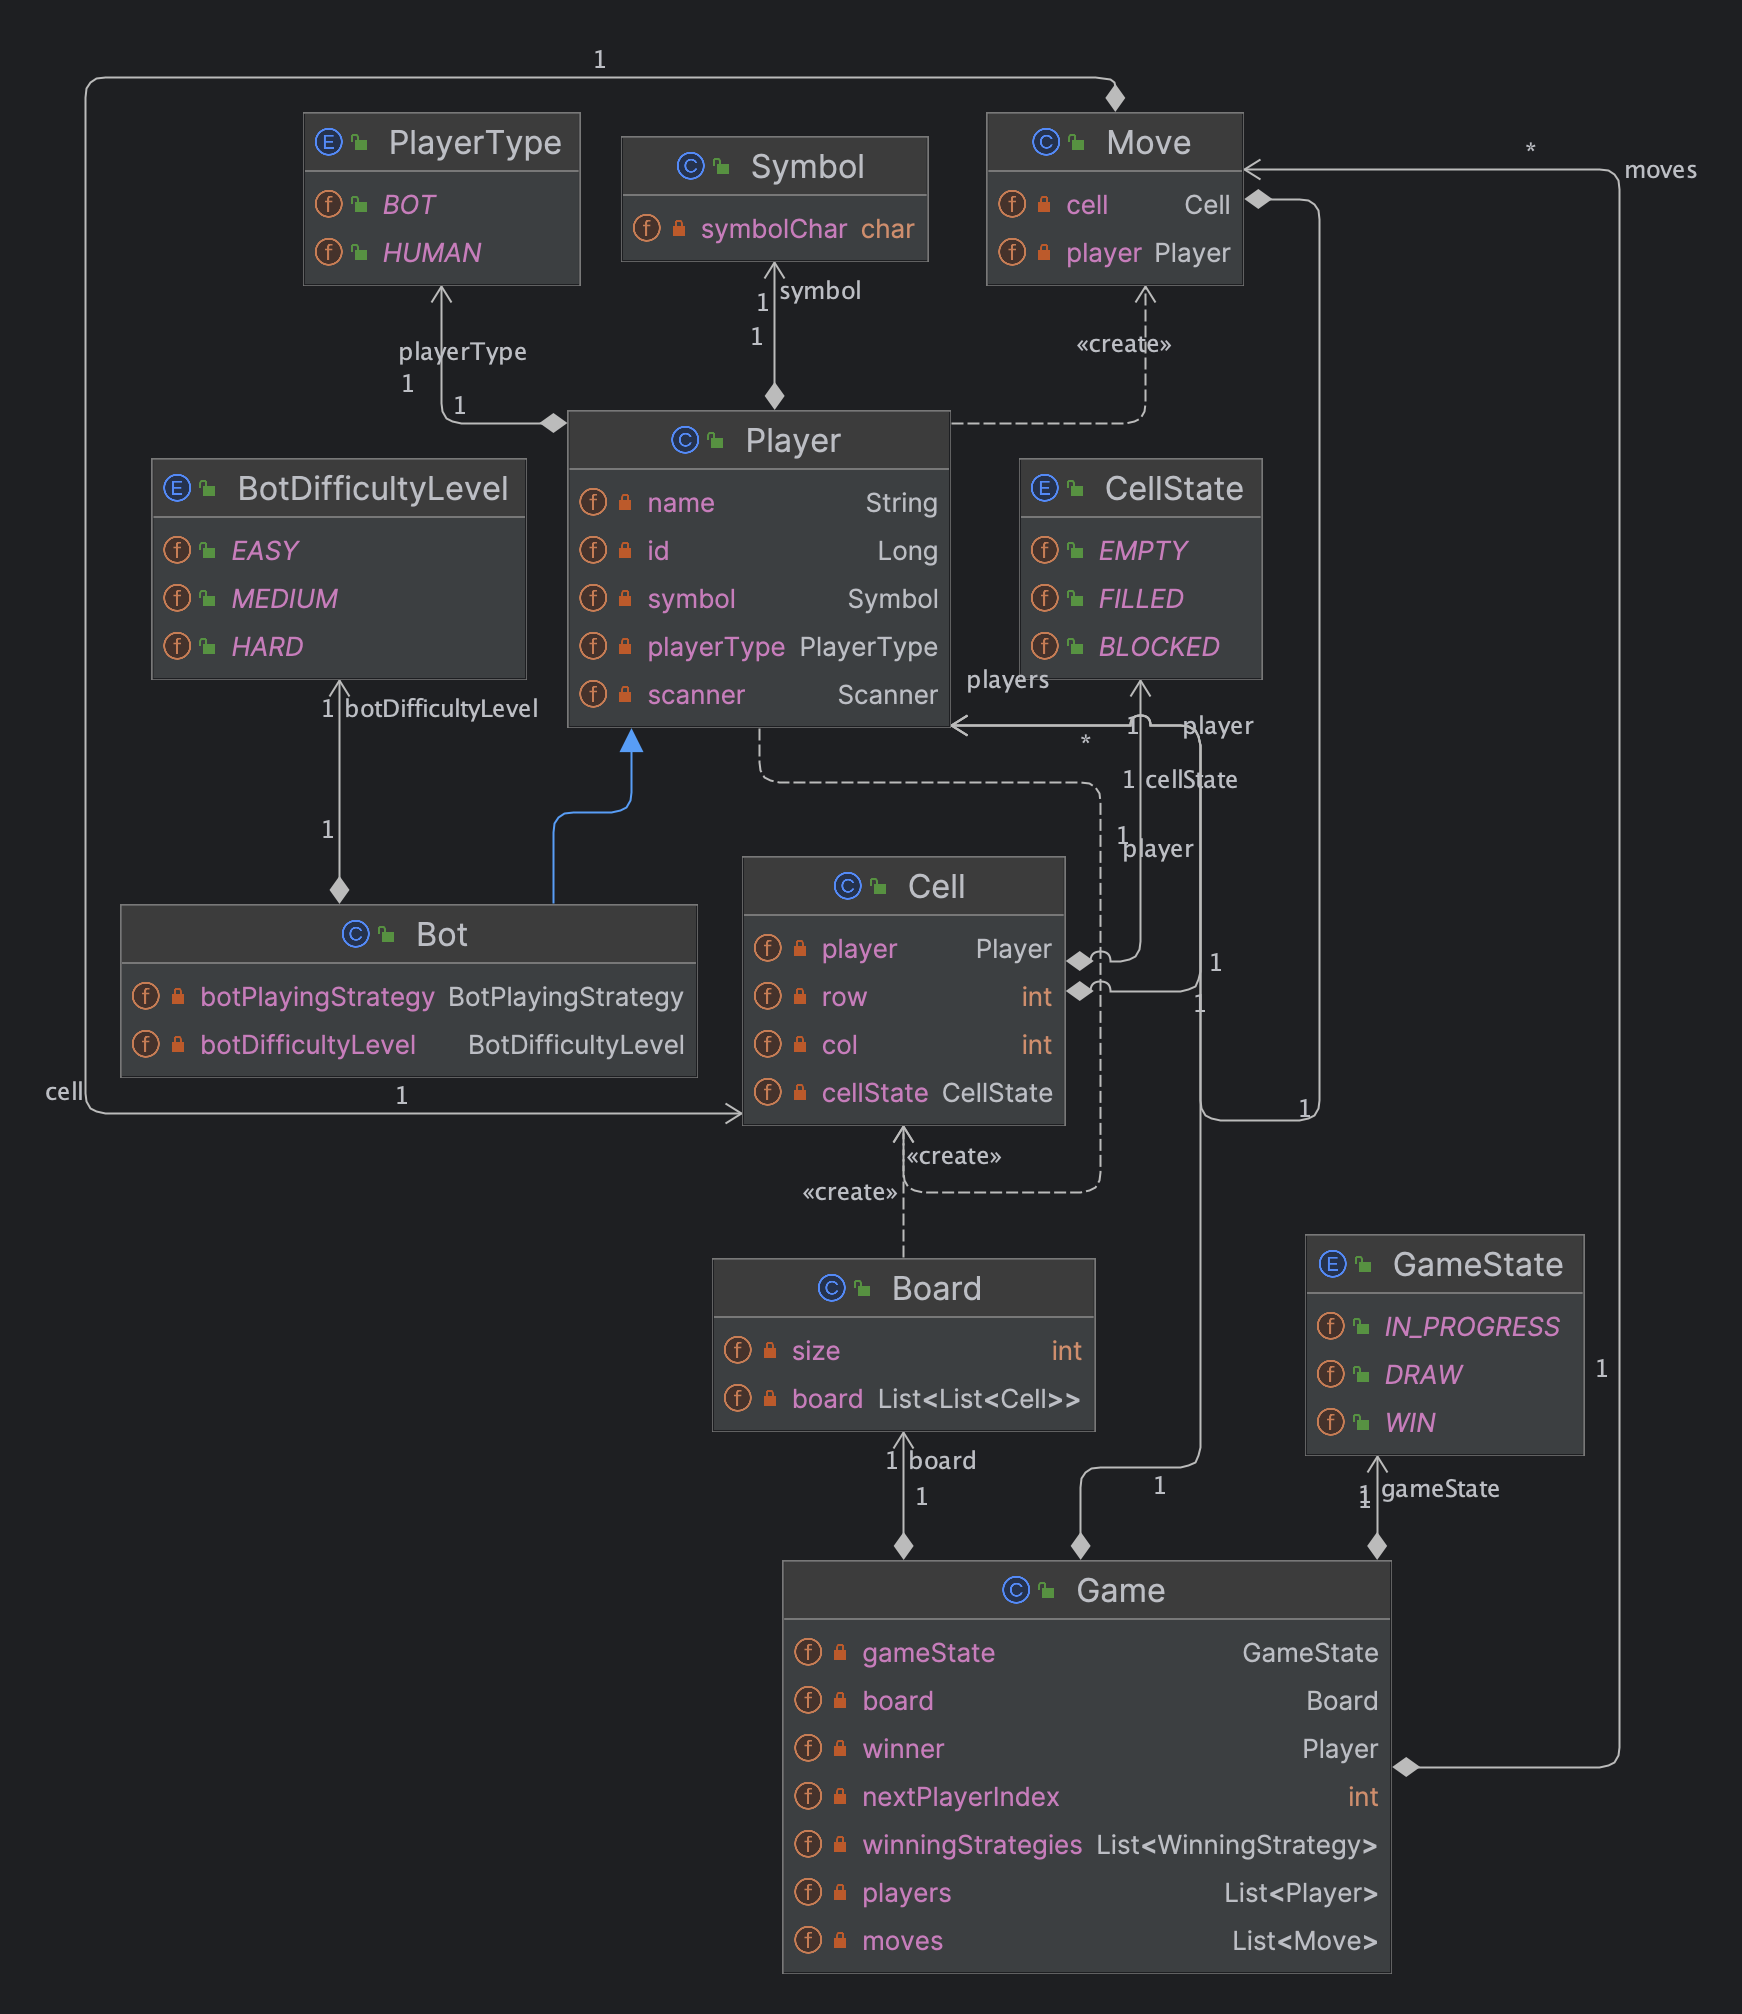 1
PlayerType
BOT
HUMAN
Symbol
symbolChar char
Move
cell Cell
player Player
*
moves
symbol
1
1
playerType
1
1
«create»
Player
name String
id Long
symbol Symbol
playerType PlayerType
scanner Scanner
BotDifficultyLevel
EASY
MEDIUM
HARD
CellState
EMPTY
FILLED
BLOCKED
players
1 botDifficultyLevel
1 player
*
1 cellState
1
1
player
Cell
player Player
row int
col int
cellState CellState
Bot
botPlayingStrategy BotPlayingStrategy
botDifficultyLevel BotDifficultyLevel
1
1
cell
1
1
«create»
«create»
Board
size int
board List<List<Cell>>
GameState
IN_PROGRESS
DRAW
WIN
1
1 board
1
1
1 gameState
1
Game
gameState GameState
board Board
winner Player
nextPlayerIndex int
winningStrategies List<WinningStrategy>
players List<Player>
moves List<Move>